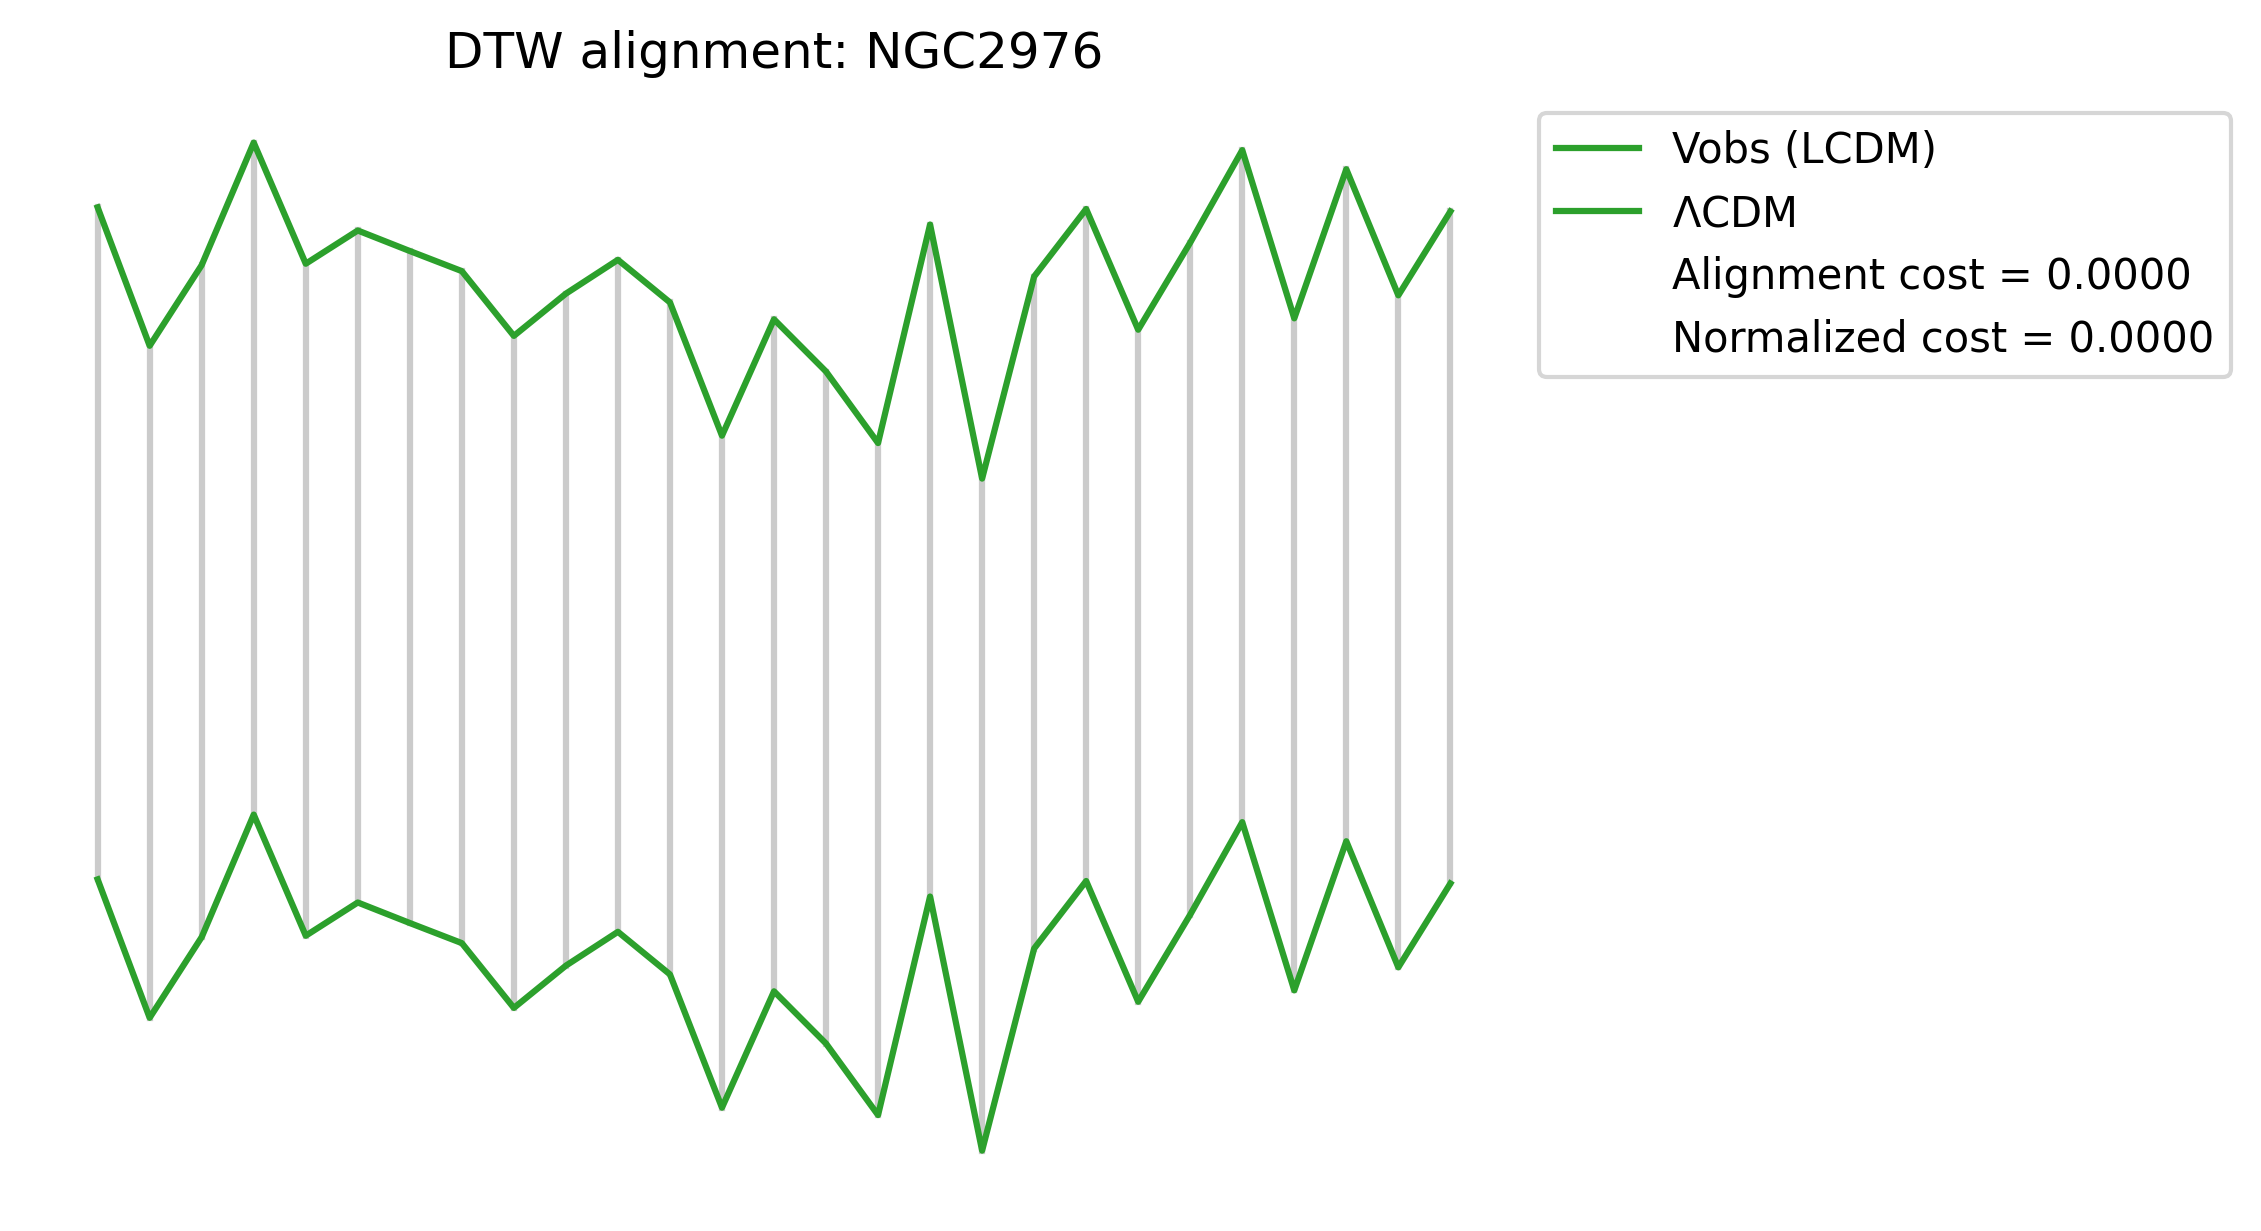 DTW alignment: NGC2976
Vobs (LCDM)
ΛCDM
Alignment cost = 0.0000
Normalized cost = 0.0000